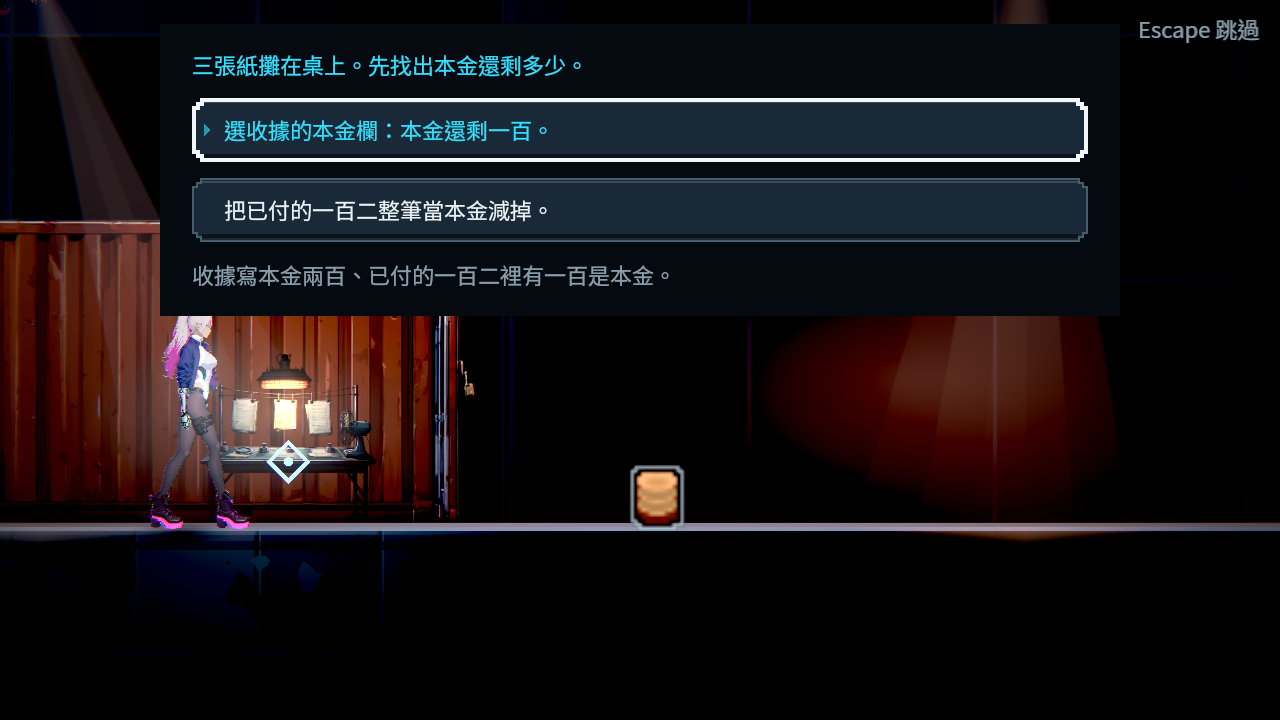 Escape 跳過
三張紙攤在桌上。先找出本金還剩多少。
選收據的本金欄：本金還剩一百。
把已付的一百二整筆當本金減掉。
收據寫本金兩百、已付的一百二裡有一百是本金。